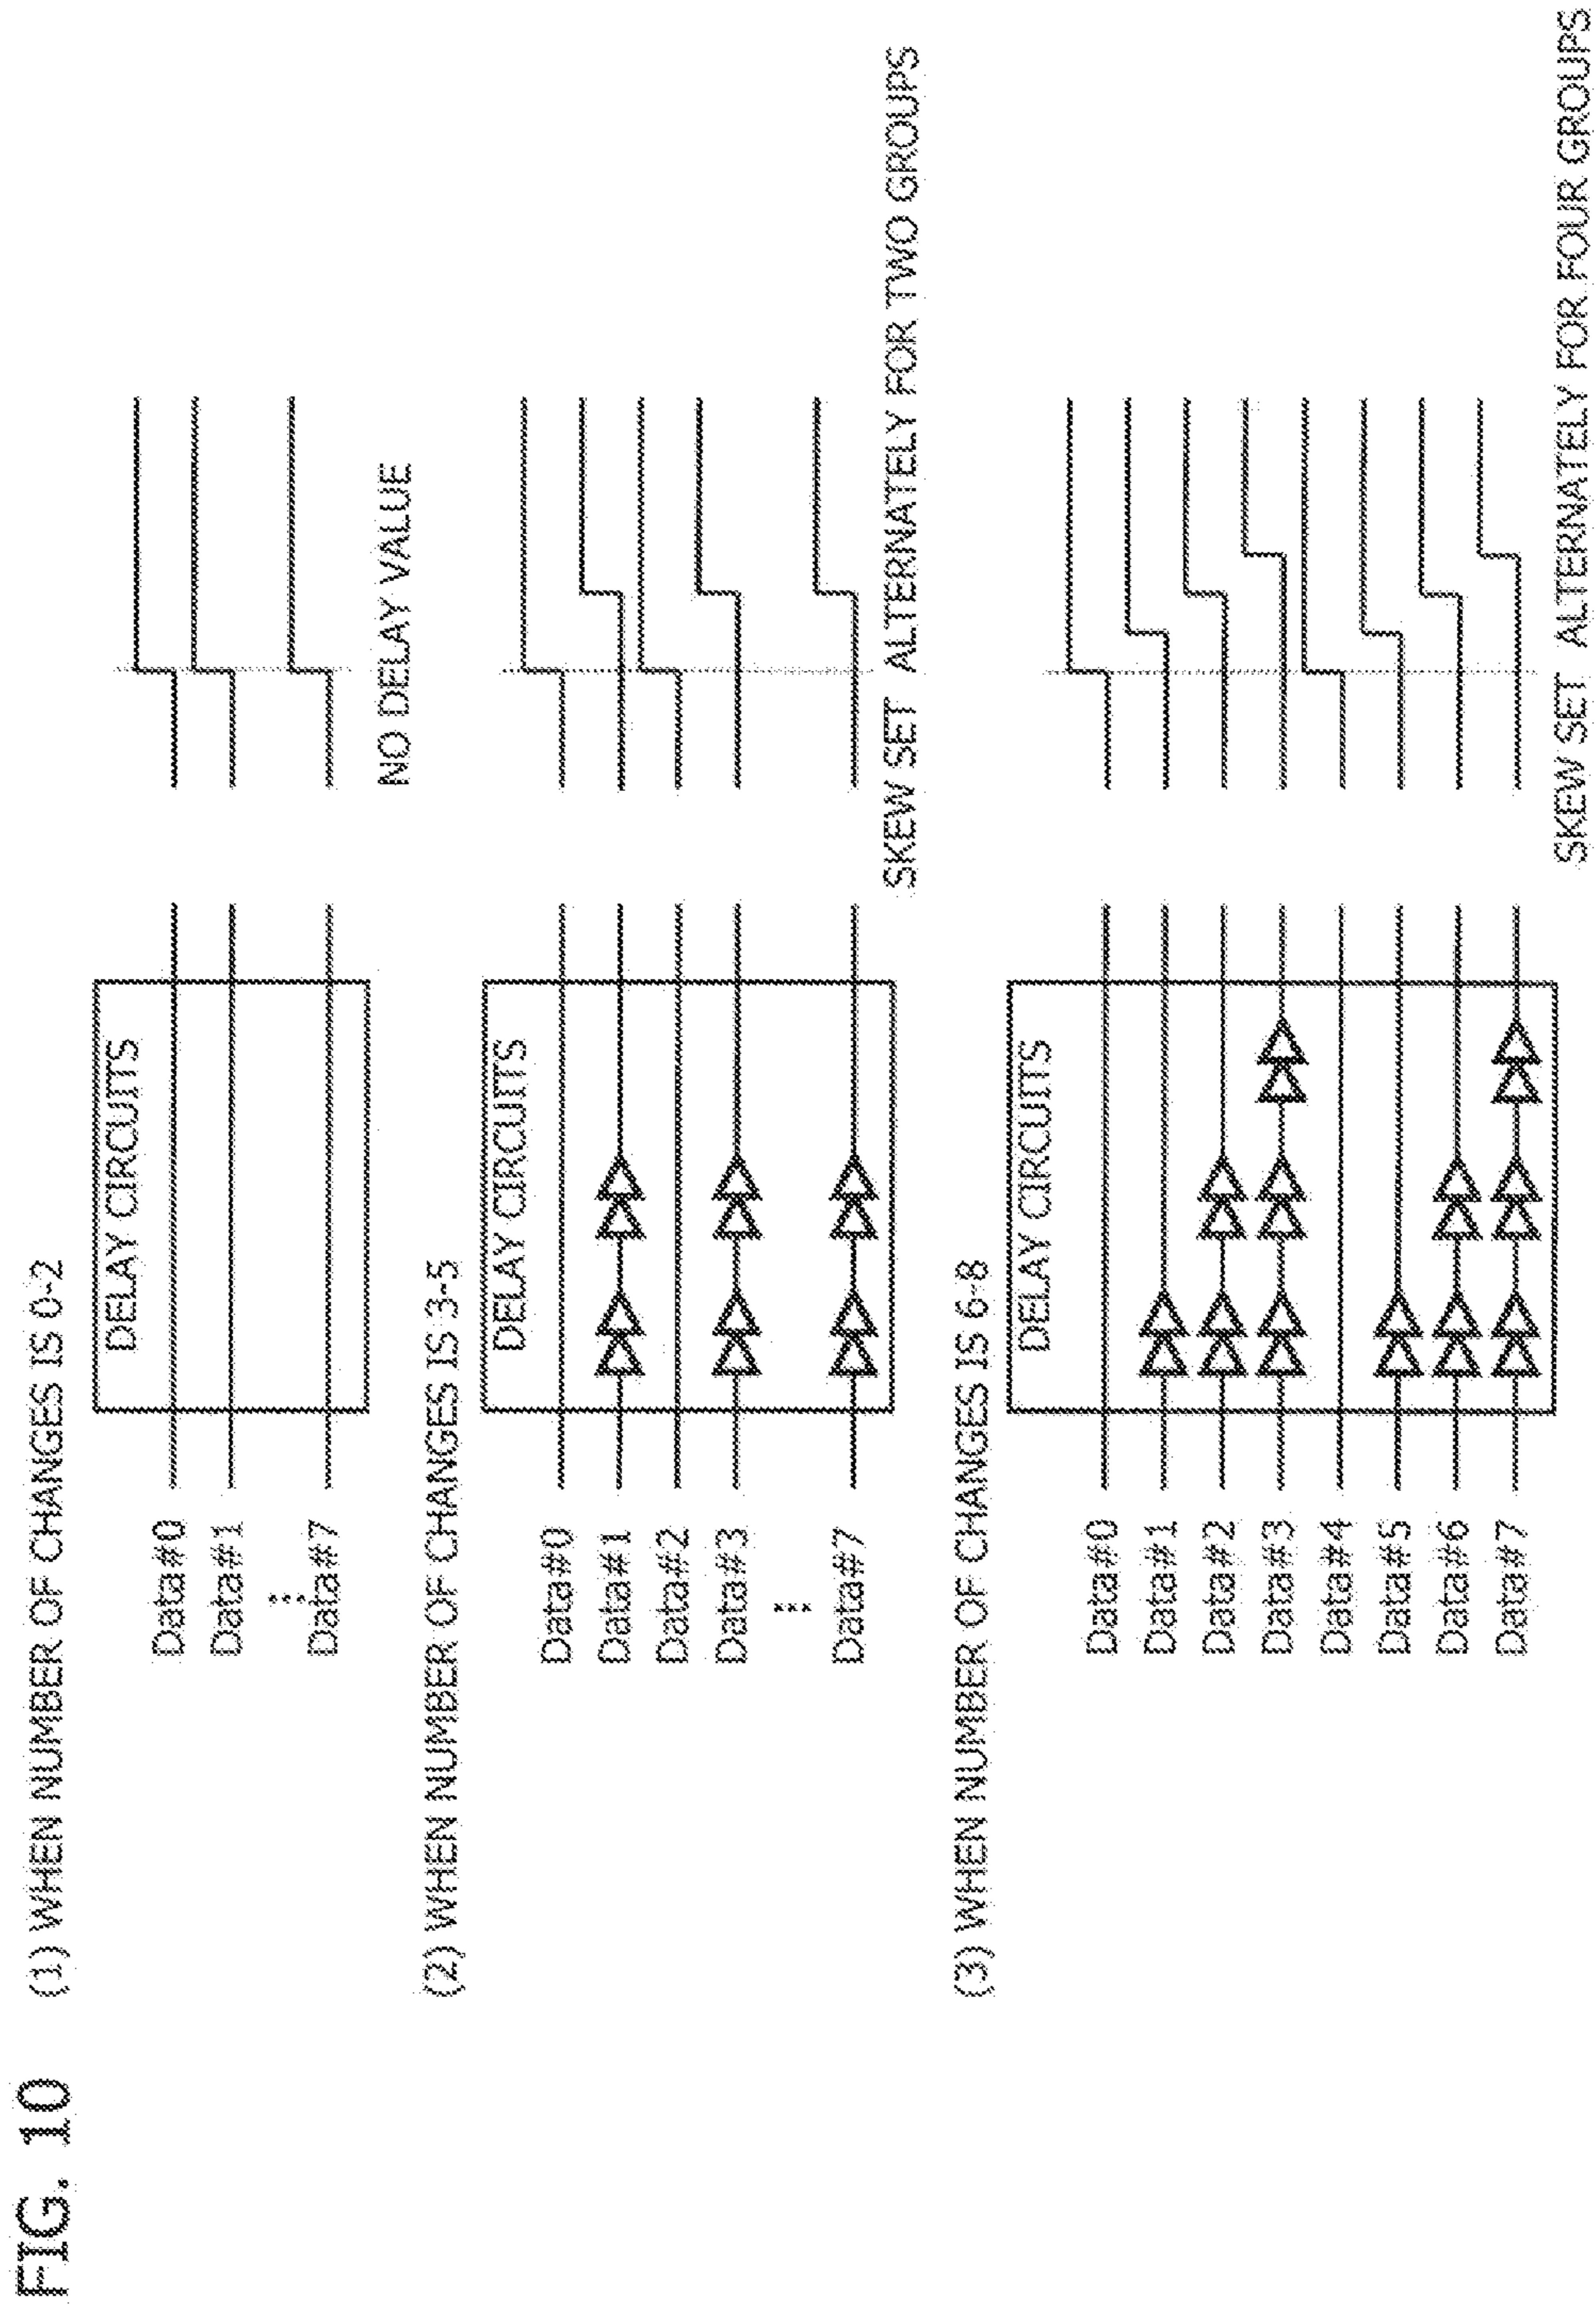 FIG. 10
(1) WHEN NUMBER OF CHANGES IS 0-2
DELAY CIRCUITS
Data#0
Data#1
⋮
Data#7
NO DELAY VALUE
(2) WHEN NUMBER OF CHANGES IS 3-5
DELAY CIRCUITS
Data#0
Data#1
Data#2
Data#3
⋮
Data#7
SKEW SET ALTERNATELY FOR TWO GROUPS
(3) WHEN NUMBER OF CHANGES IS 6-8
DELAY CIRCUITS
Data#0
Data#1
Data#2
Data#3
Data#4
Data#5
Data#6
Data#7
SKEW SET ALTERNATELY FOR FOUR GROUPS